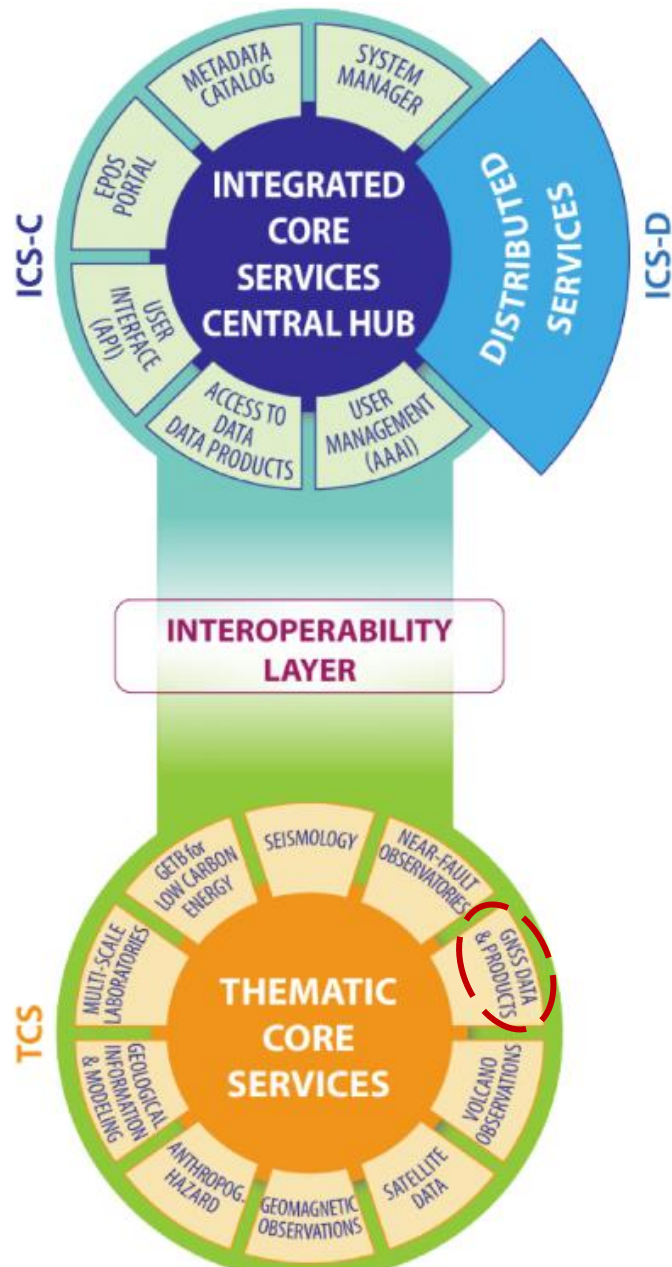 METADATA
CATALOG
SYSTEM
MANAGER
EPOS
PORTAL
INTEGRATED
CORE
SERVICES
CENTRAL HUB
DISTRIBUTED
SERVICES
ICS-C
ICS-D
USER
INTERFACE
(API)
ACCESS TO
DATA
DATA PRODUCTS
USER
MANAGEMENT
(AAAI)
INTEROPERABILITY
LAYER
SEISMOLOGY
GETB for
LOW CARBON
ENERGY
NEAR-FAULT
OBSERVATORIES
MULTI-SCALE
LABORATORIES
GNSS DATA
& PRODUCTS
THEMATIC
CORE
SERVICES
TCS
GEOLOGICAL
INFORMATION
& MODELING
VOLCANO
OBSERVATIONS
ANTHROPOG.
HAZARD
GEOMAGNETIC
OBSERVATIONS
SATELLITE
DATA